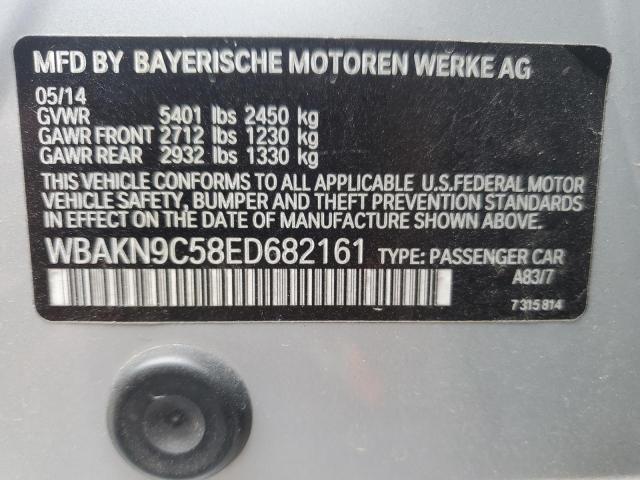 MFD BY BAYERISCHE MOTOREN WERKE AG
05/14
GVWR 5401 lbs 2450 kg
GAWR FRONT 2712 lbs 1230 kg
GAWR REAR 2932 lbs 1330 kg
THIS VEHICLE CONFORMS TO ALL APPLICABLE U.S.FEDERAL MOTOR
VEHICLE SAFETY, BUMPER AND THEFT PREVENTION STANDARDS
IN EFFECT ON THE DATE OF MANUFACTURE SHOWN ABOVE.
WBAKN9C58ED682161 TYPE: PASSENGER CAR
A83/7
7 315 814